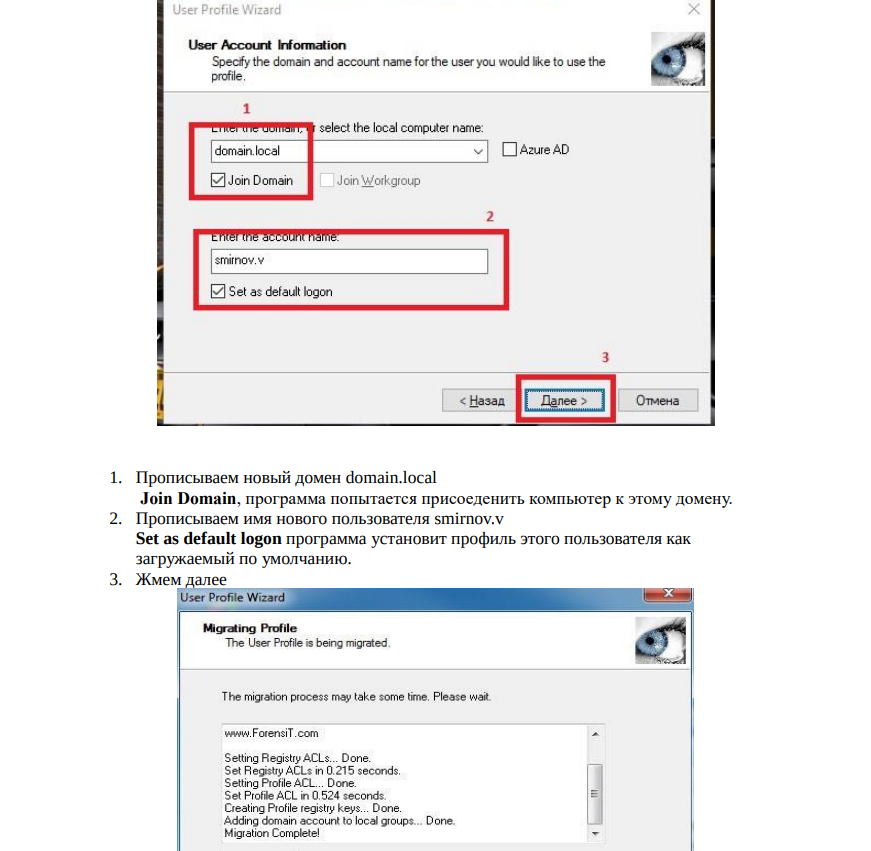 User Profile Wizard
User Account Information
Specify the domain and account name for the user you would like to use the
profile.
1
Enter the domain, or select the local computer name:
domain.local
Azure AD
Join Domain
Join Workgroup
2
Enter the account name:
smirnov.v
Set as default logon
3
< Назад
Далее >
Отмена
1. Прописываем новый домен domain.local
Join Domain, программа попытается присоеденить компьютер к этому домену.
2. Прописываем имя нового пользователя smirnov.v
Set as default logon программа установит профиль этого пользователя как
загружаемый по умолчанию.
3. Жмем далее
User Profile Wizard
Migrating Profile
The User Profile is being migrated.
The migration process may take some time. Please wait.
www.ForensiT.com
Setting Registry ACLs... Done.
Set Registry ACLs in 0.215 seconds.
Setting Profile ACL... Done.
Set Profile ACL in 0.524 seconds.
Creating Profile registry keys... Done.
Adding domain account to local groups... Done.
Migration Complete!